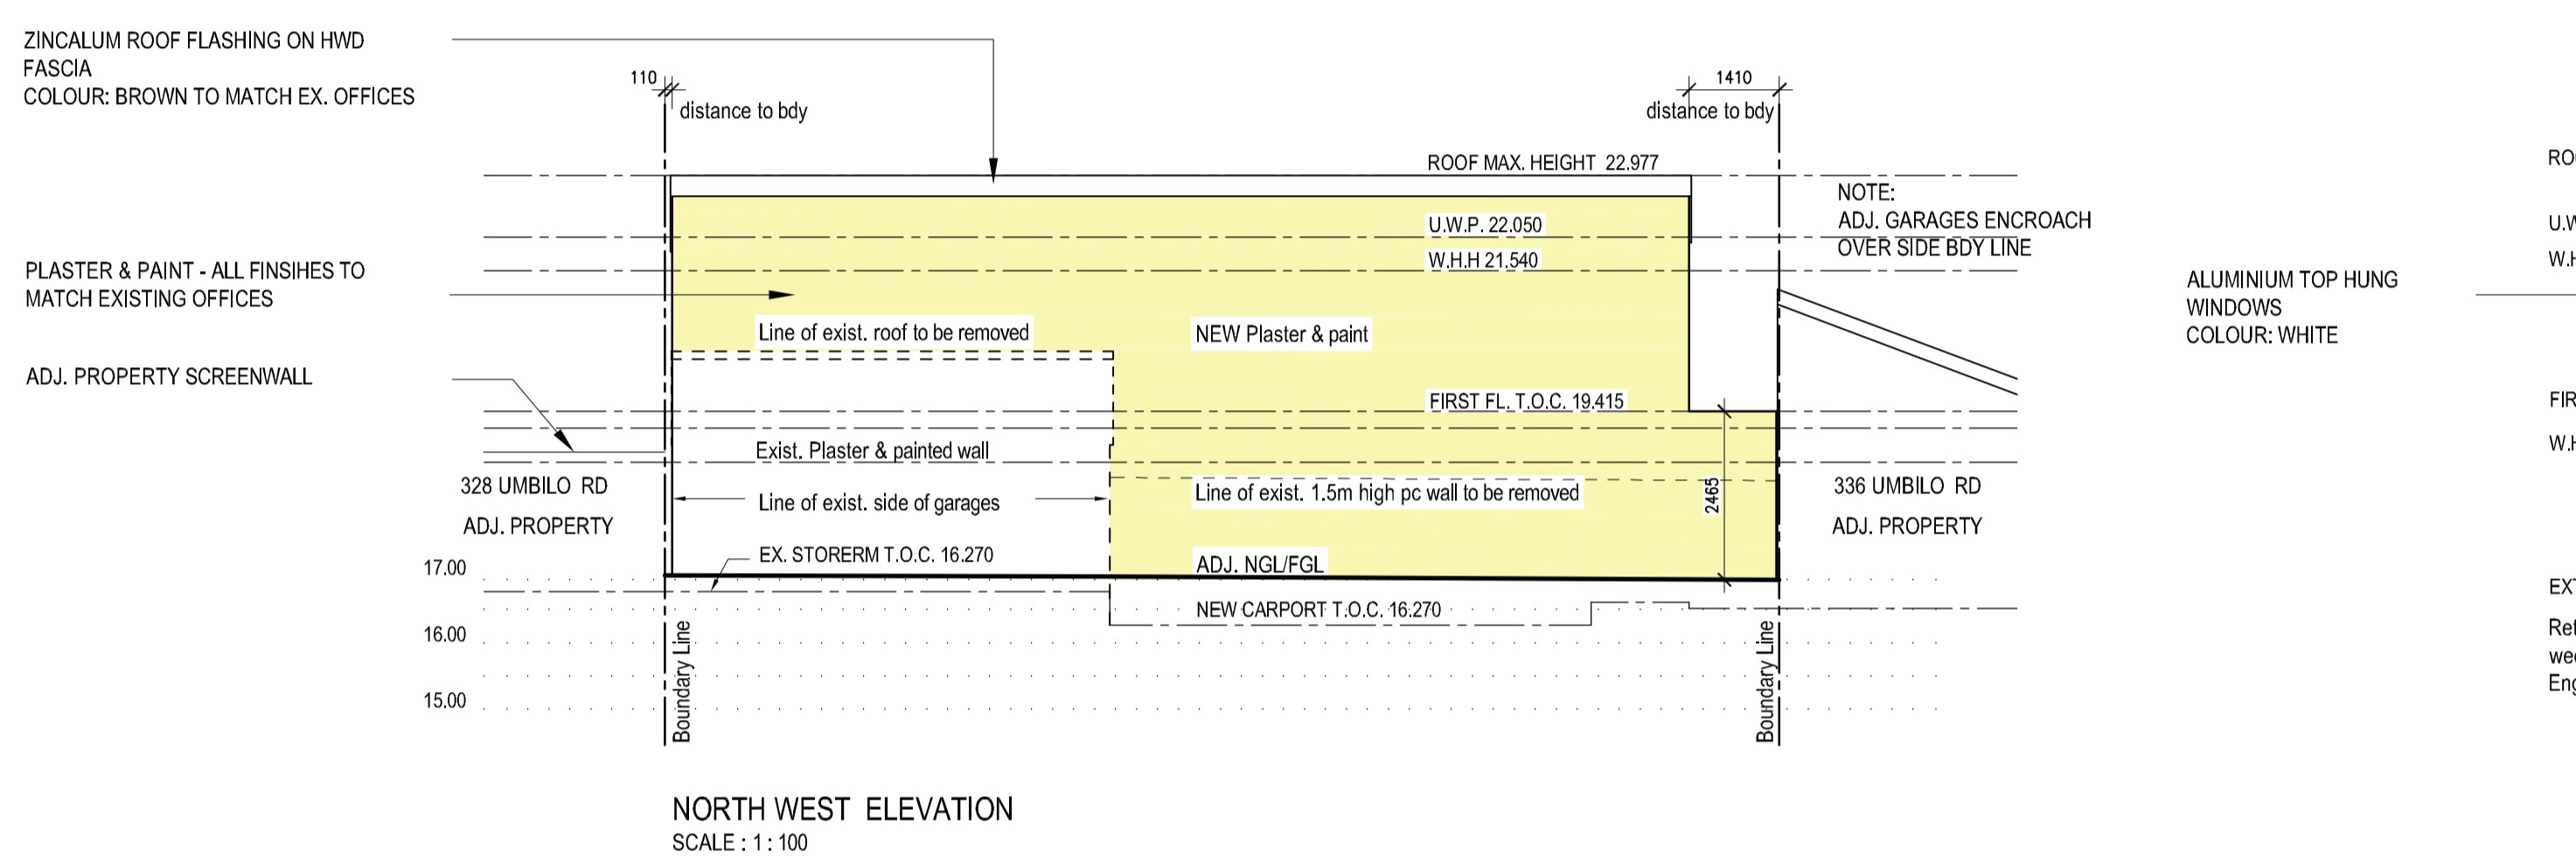 ZINCALUM ROOF FLASHING ON HWD
FASCIA
COLOUR: BROWN TO MATCH EX. OFFICES
110
distance to bdy
1410
distance to bdy
ROOF MAX. HEIGHT 22.977
NOTE:
ADJ. GARAGES ENCROACH
OVER SIDE BDY LINE
U.W.P. 22.050
W.H.H 21.540
PLASTER & PAINT - ALL FINSIHES TO
MATCH EXISTING OFFICES
ALUMINIUM TOP HUNG
WINDOWS
COLOUR: WHITE
Line of exist. roof to be removed
NEW Plaster & paint
ADJ. PROPERTY SCREENWALL
FIRST FL. T.O.C. 19.415
Exist. Plaster & painted wall
328 UMBILO RD
ADJ. PROPERTY
Line of exist. side of garages
Line of exist. 1.5m high pc wall to be removed
2465
336 UMBILO RD
ADJ. PROPERTY
EX. STORERM T.O.C. 16.270
ADJ. NGL/FGL
17.00
NEW CARPORT T.O.C. 16.270
16.00
15.00
Boundary Line
Boundary Line
NORTH WEST ELEVATION
SCALE : 1 : 100